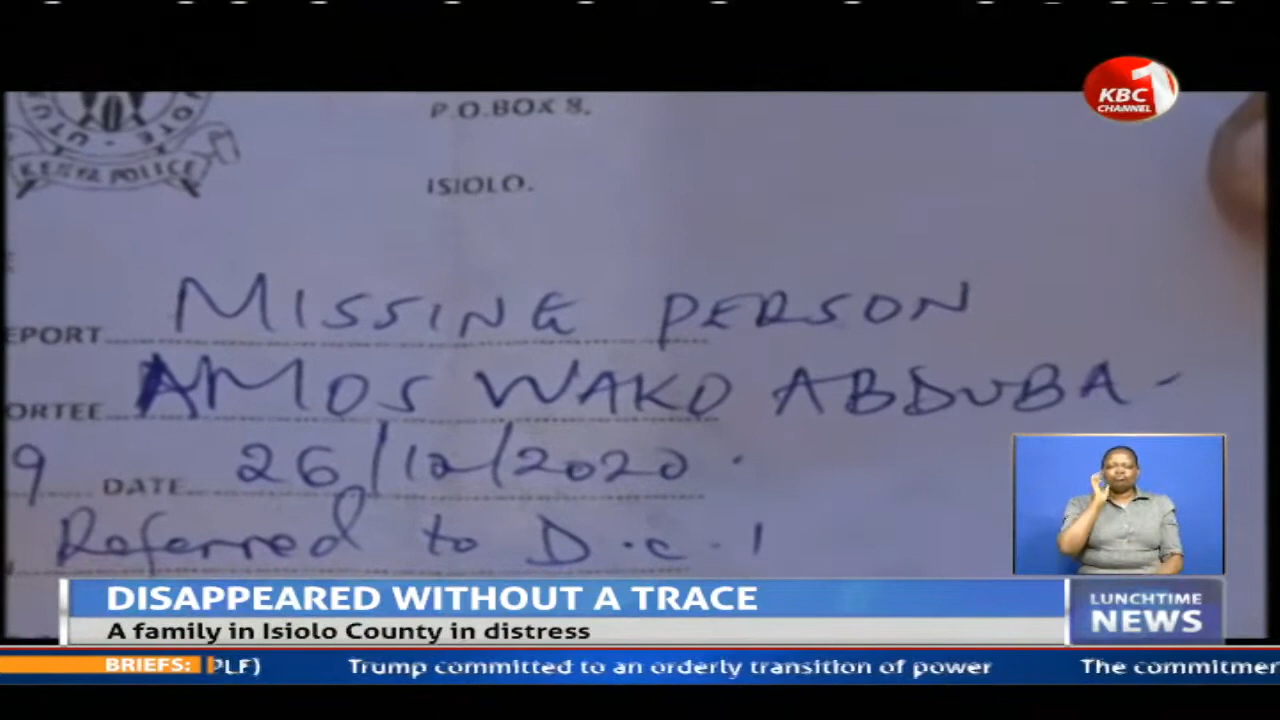 KBC 1
CHANNEL
P.O.BOX 8.
KENYA POLICE
ISIOLO.
EPORT MISSING PERSON
ORTEE AMOS WAKO ABDUBA -
9 DATE 26/10/2020.
Referred to D.C.I
DISAPPEARED WITHOUT A TRACE
A family in Isiolo County in distress
LUNCHTIME
NEWS
BRIEFS: PLF) Trump committed to an orderly transition of power The commitmen